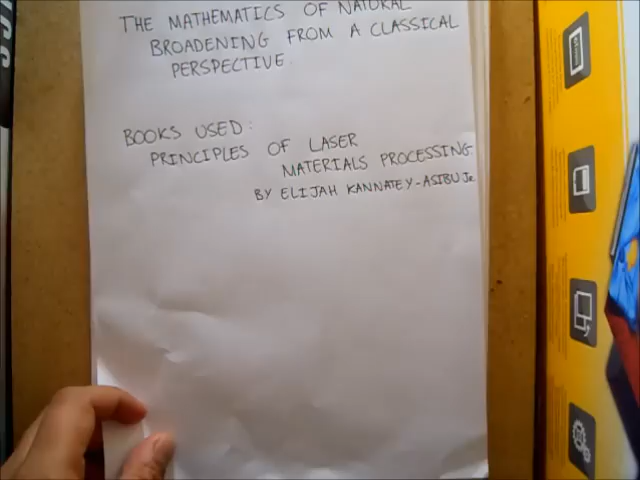 THE MATHEMATICS OF NATURAL
BROADENING FROM A CLASSICAL
PERSPECTIVE.
BOOKS USED:
PRINCIPLES OF LASER
MATERIALS PROCESSING
BY ELIJAH KANNATEY-ASIBU Jr